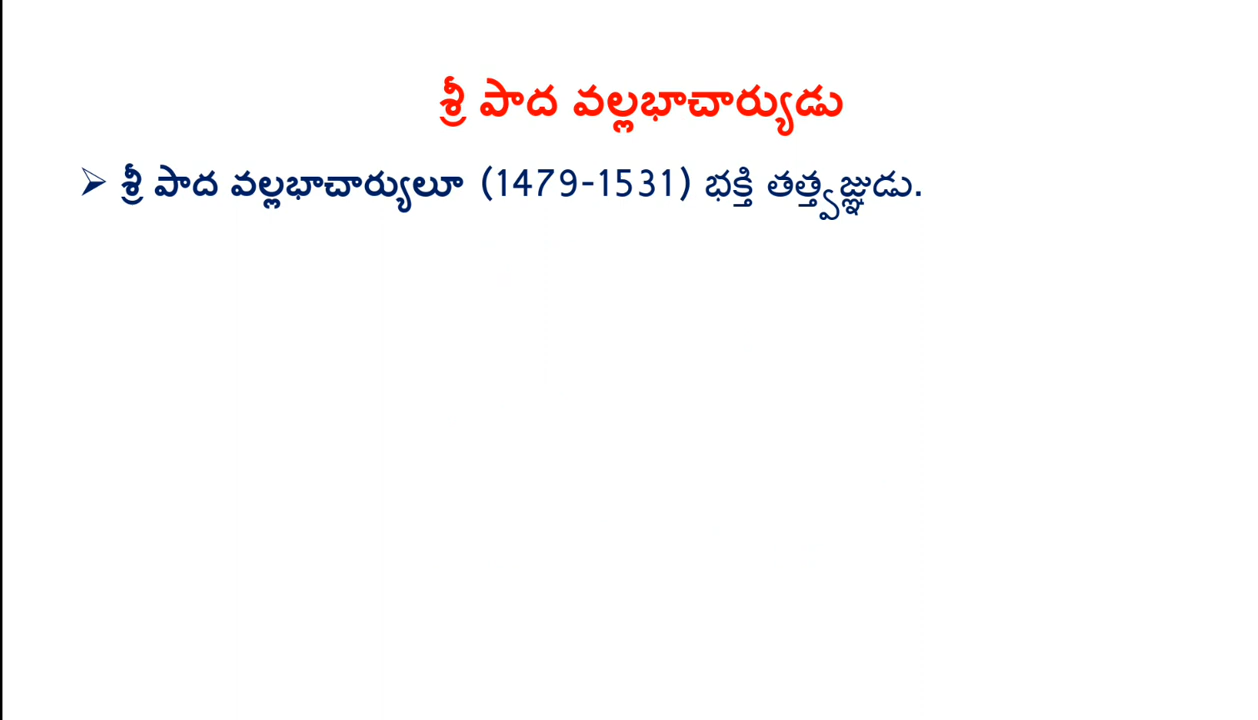 శ్రీ పాద వల్లభాచార్యుడు
➢ శ్రీ పాద వల్లభాచార్యులూ (1479-1531) భక్తి తత్త్వజ్ఞుడు.